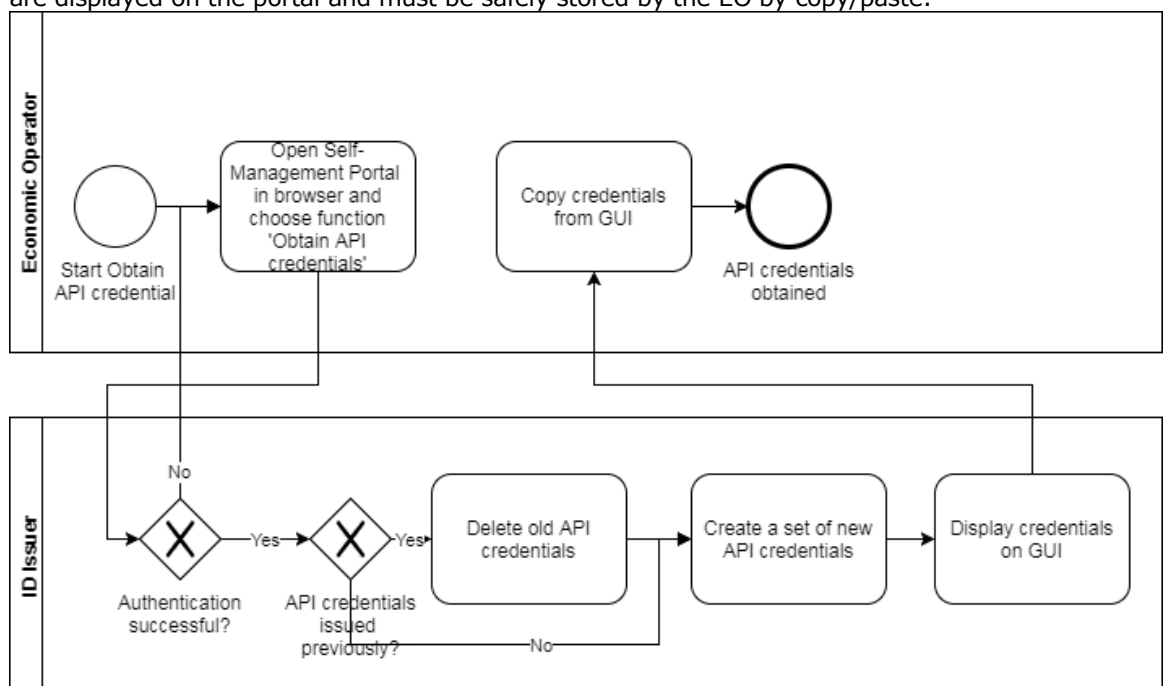 are displayed on the portal and must be safely stored by the EO by copy/paste.
Economic Operator
Start Obtain
API credential
Open Self-
Management Portal
in browser and
choose function
'Obtain API
credentials'
Copy credentials
from GUI
API credentials
obtained
ID Issuer
No
Authentication
successful?
Yes
API credentials
issued
previously?
Yes
No
Delete old API
credentials
Create a set of new
API credentials
Display credentials
on GUI